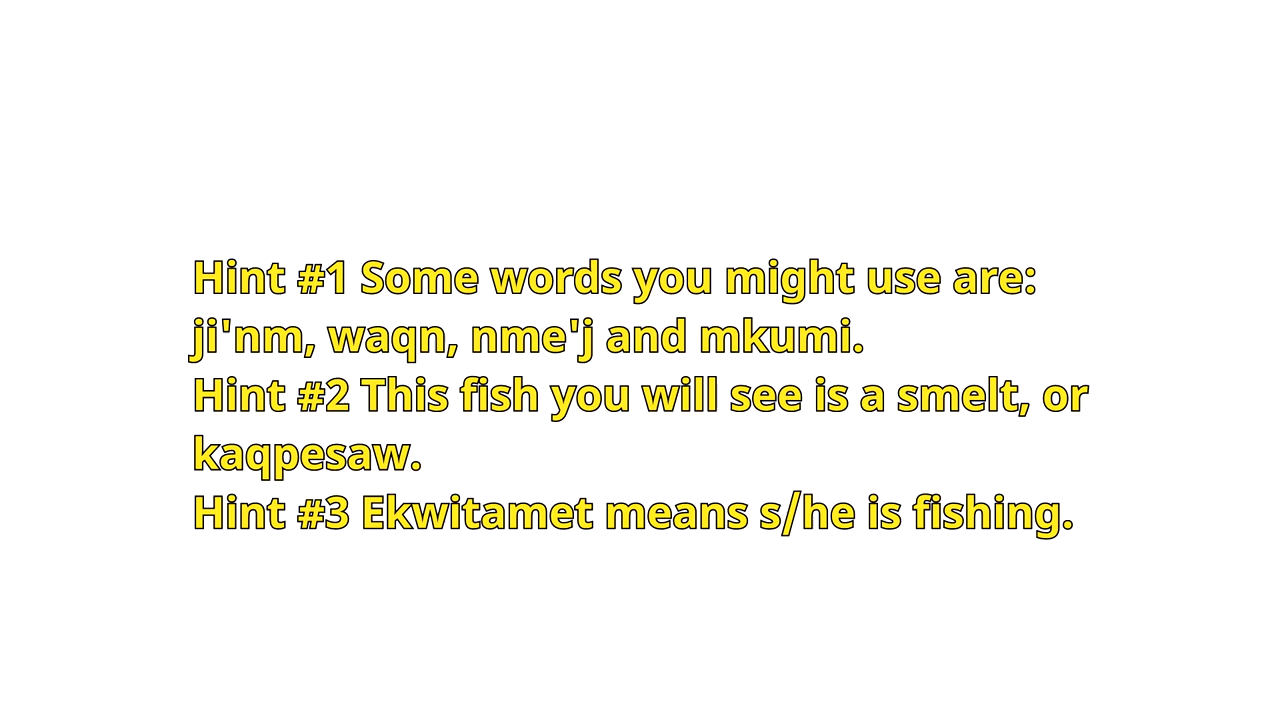 Hint #1 Some words you might use are:
ji'nm, waqn, nme'j and mkumi.
Hint #2 This fish you will see is a smelt, or
kaqpesaw.
Hint #3 Ekwitamet means s/he is fishing.